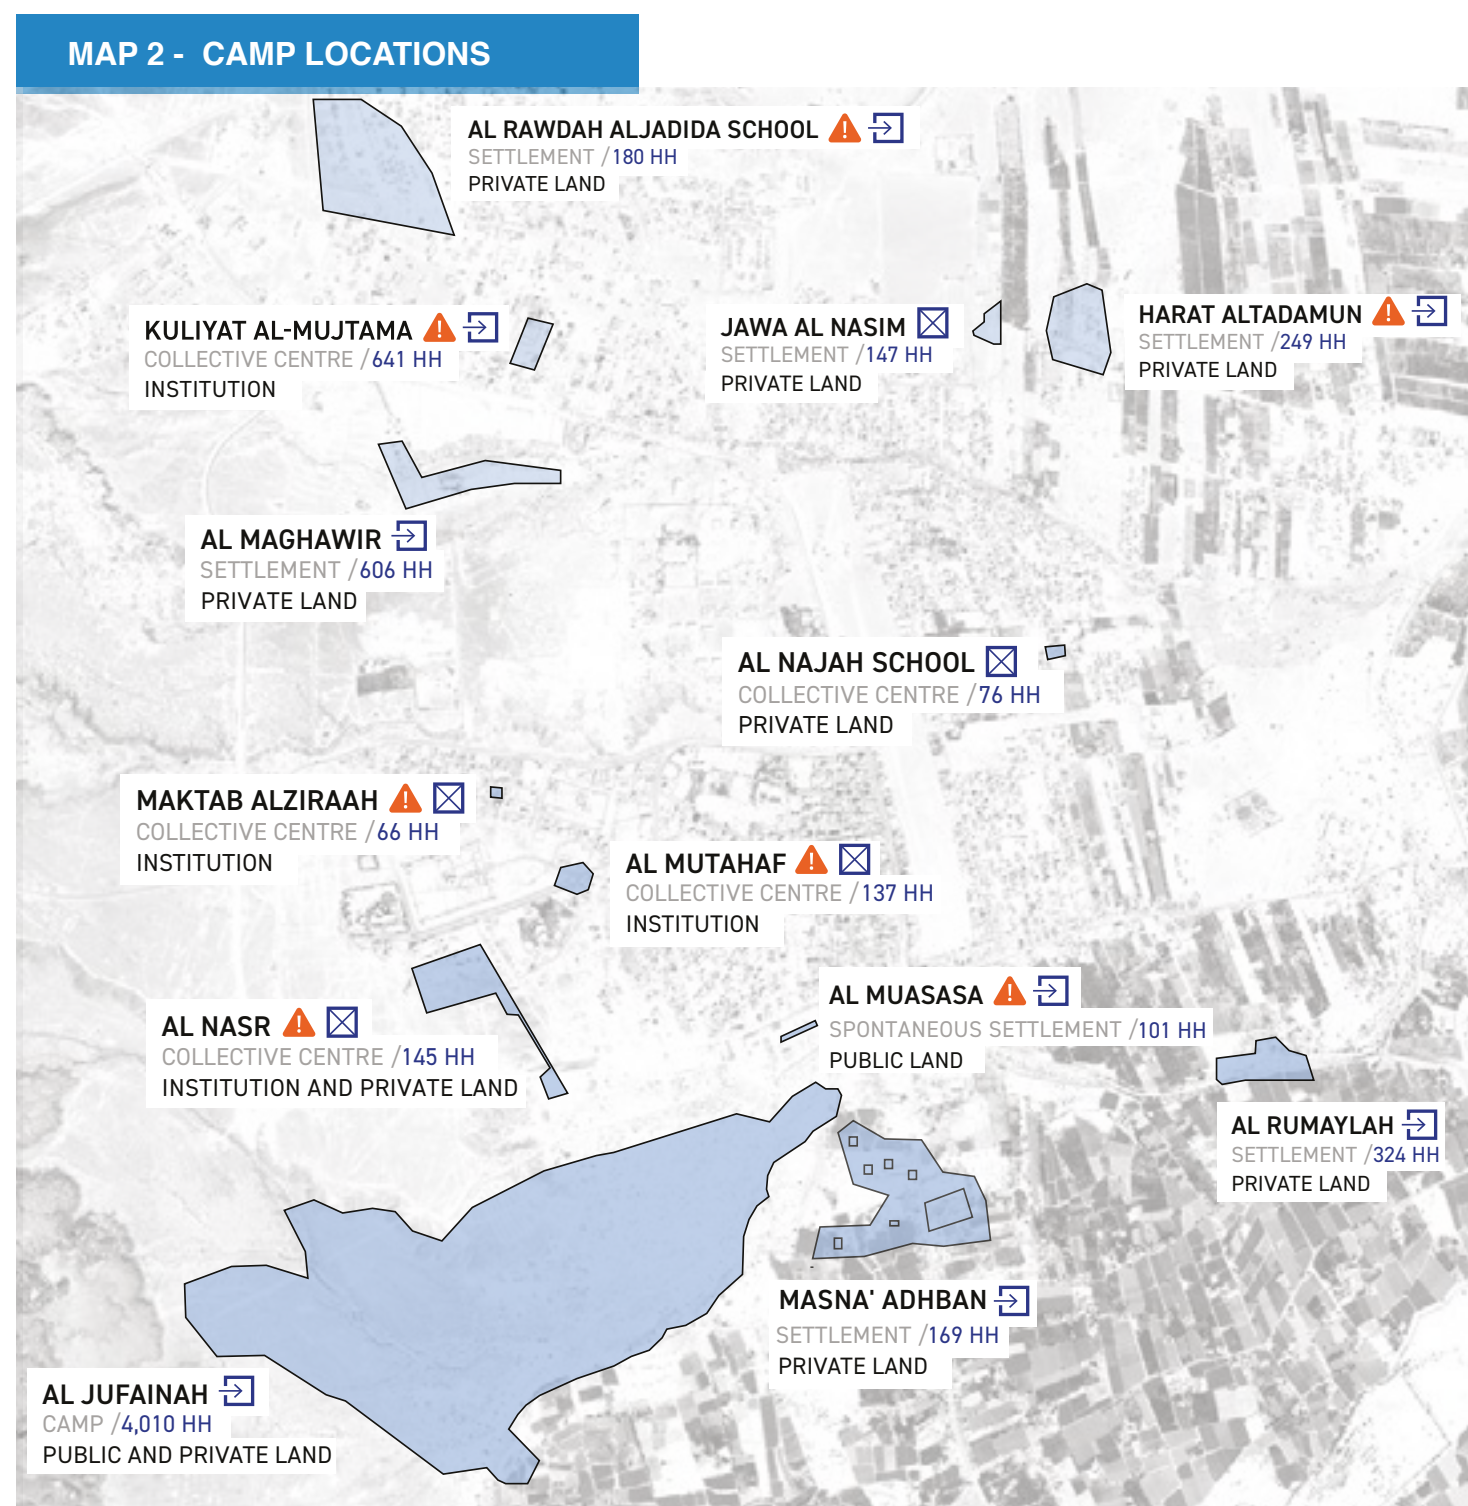 MAP 2 - CAMP LOCATIONS
AL RAWDAH ALJADIDA SCHOOL
SETTLEMENT /180 HH
PRIVATE LAND
KULIYAT AL-MUJTAMA
COLLECTIVE CENTRE /641 HH
INSTITUTION
JAWA AL NASIM
SETTLEMENT /147 HH
PRIVATE LAND
HARAT ALTADAMUN
SETTLEMENT /249 HH
PRIVATE LAND
AL MAGHAWIR
SETTLEMENT /606 HH
PRIVATE LAND
AL NAJAH SCHOOL
COLLECTIVE CENTRE /76 HH
PRIVATE LAND
MAKTAB ALZIRAAH
COLLECTIVE CENTRE /66 HH
INSTITUTION
AL MUTAHAF
COLLECTIVE CENTRE /137 HH
INSTITUTION
AL NASR
COLLECTIVE CENTRE /145 HH
INSTITUTION AND PRIVATE LAND
AL MUASASA
SPONTANEOUS SETTLEMENT /101 HH
PUBLIC LAND
AL RUMAYLAH
SETTLEMENT /324 HH
PRIVATE LAND
MASNA' ADHBAN
SETTLEMENT /169 HH
PRIVATE LAND
AL JUFAINAH
CAMP /4,010 HH
PUBLIC AND PRIVATE LAND